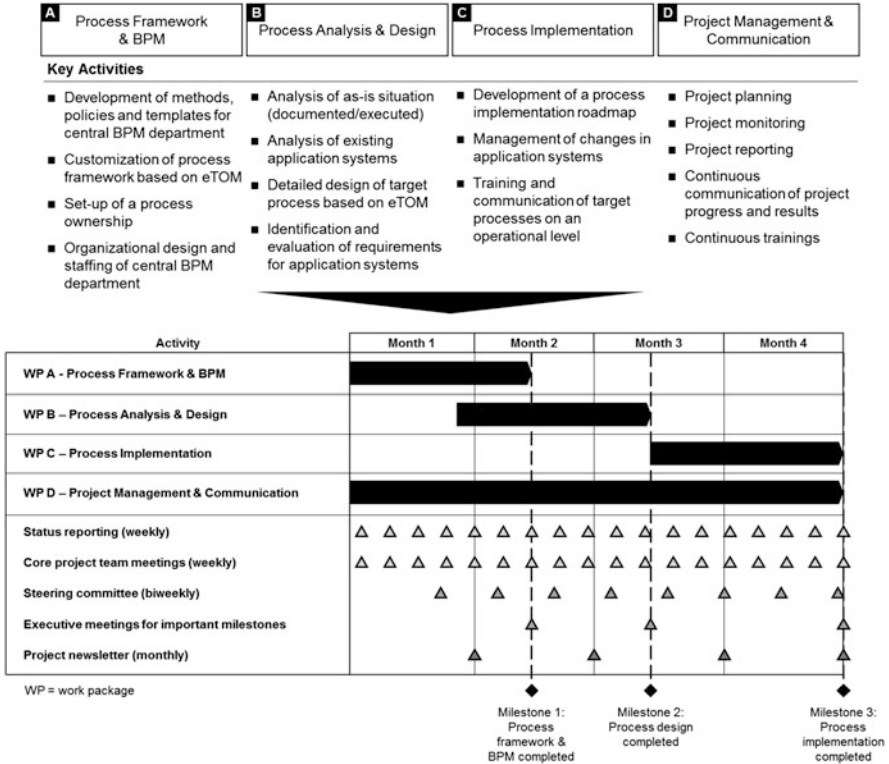 A
Process Framework
& BPM
B
Process Analysis & Design
C
Process Implementation
D
Project Management &
Communication
Key Activities
■ Development of methods,
policies and templates for
central BPM department
■ Customization of process
framework based on eTOM
■ Set-up of a process
ownership
■ Organizational design and
staffing of central BPM
department
■ Analysis of as-is situation
(documented/executed)
■ Analysis of existing
application systems
■ Detailed design of target
process based on eTOM
■ Identification and
evaluation of requirements
for application systems
■ Development of a process
implementation roadmap
■ Management of changes in
application systems
■ Training and
communication of target
processes on an
operational level
■ Project planning
■ Project monitoring
■ Project reporting
■ Continuous
communication of project
progress and results
■ Continuous trainings
Activity
Month 1
Month 2
Month 3
Month 4
WP A - Process Framework & BPM
WP B – Process Analysis & Design
WP C – Process Implementation
WP D – Project Management & Communication
Status reporting (weekly)
Core project team meetings (weekly)
Steering committee (biweekly)
Executive meetings for important milestones
Project newsletter (monthly)
WP = work package
Milestone 1:
Process
framework &
BPM completed
Milestone 2:
Process design
completed
Milestone 3:
Process
implementation
completed